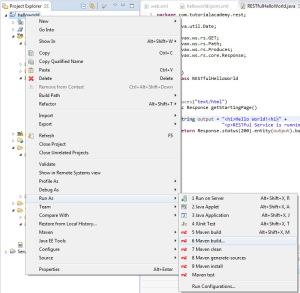 Project Explorer
web.xml
helloworld/pom.xml
RESTfulHelloWorld.java
helloworld
package com.tutorialacademy.rest;
New
Go Into
Show In Alt+Shift+W
Copy Ctrl+C
Copy Qualified Name
Paste Ctrl+V
Delete Delete
Remove from Context Ctrl+Alt+Shift+Down
Build Path
Refactor Alt+Shift+T
Import
Export
Refresh F5
Close Project
Close Unrelated Projects
Validate
Show in Remote Systems view
Profile As
Debug As
Run As
Team
Compare With
Restore from Local History...
Maven
Java EE Tools
Configure
Source
Properties Alt+Enter
java.util.Date;
javax.ws.rs.GET;
javax.ws.rs.Path;
javax.ws.rs.Produces;
javax.ws.rs.core.Response;
class RESTfulHelloWorld
("text/html")
Response getStartingPage()
String output = "<h1>Hello World!<h1>" +
"<p>RESTful Service is running
return Response.status(200).entity(output).bu
1 Run on Server Alt+Shift+X, R
2 Java Applet Alt+Shift+X, A
3 Java Application Alt+Shift+X, J
4 JUnit Test Alt+Shift+X, T
5 Maven build Alt+Shift+X, M
6 Maven build...
7 Maven clean
8 Maven generate-sources
9 Maven install
Maven test
Run Configurations...